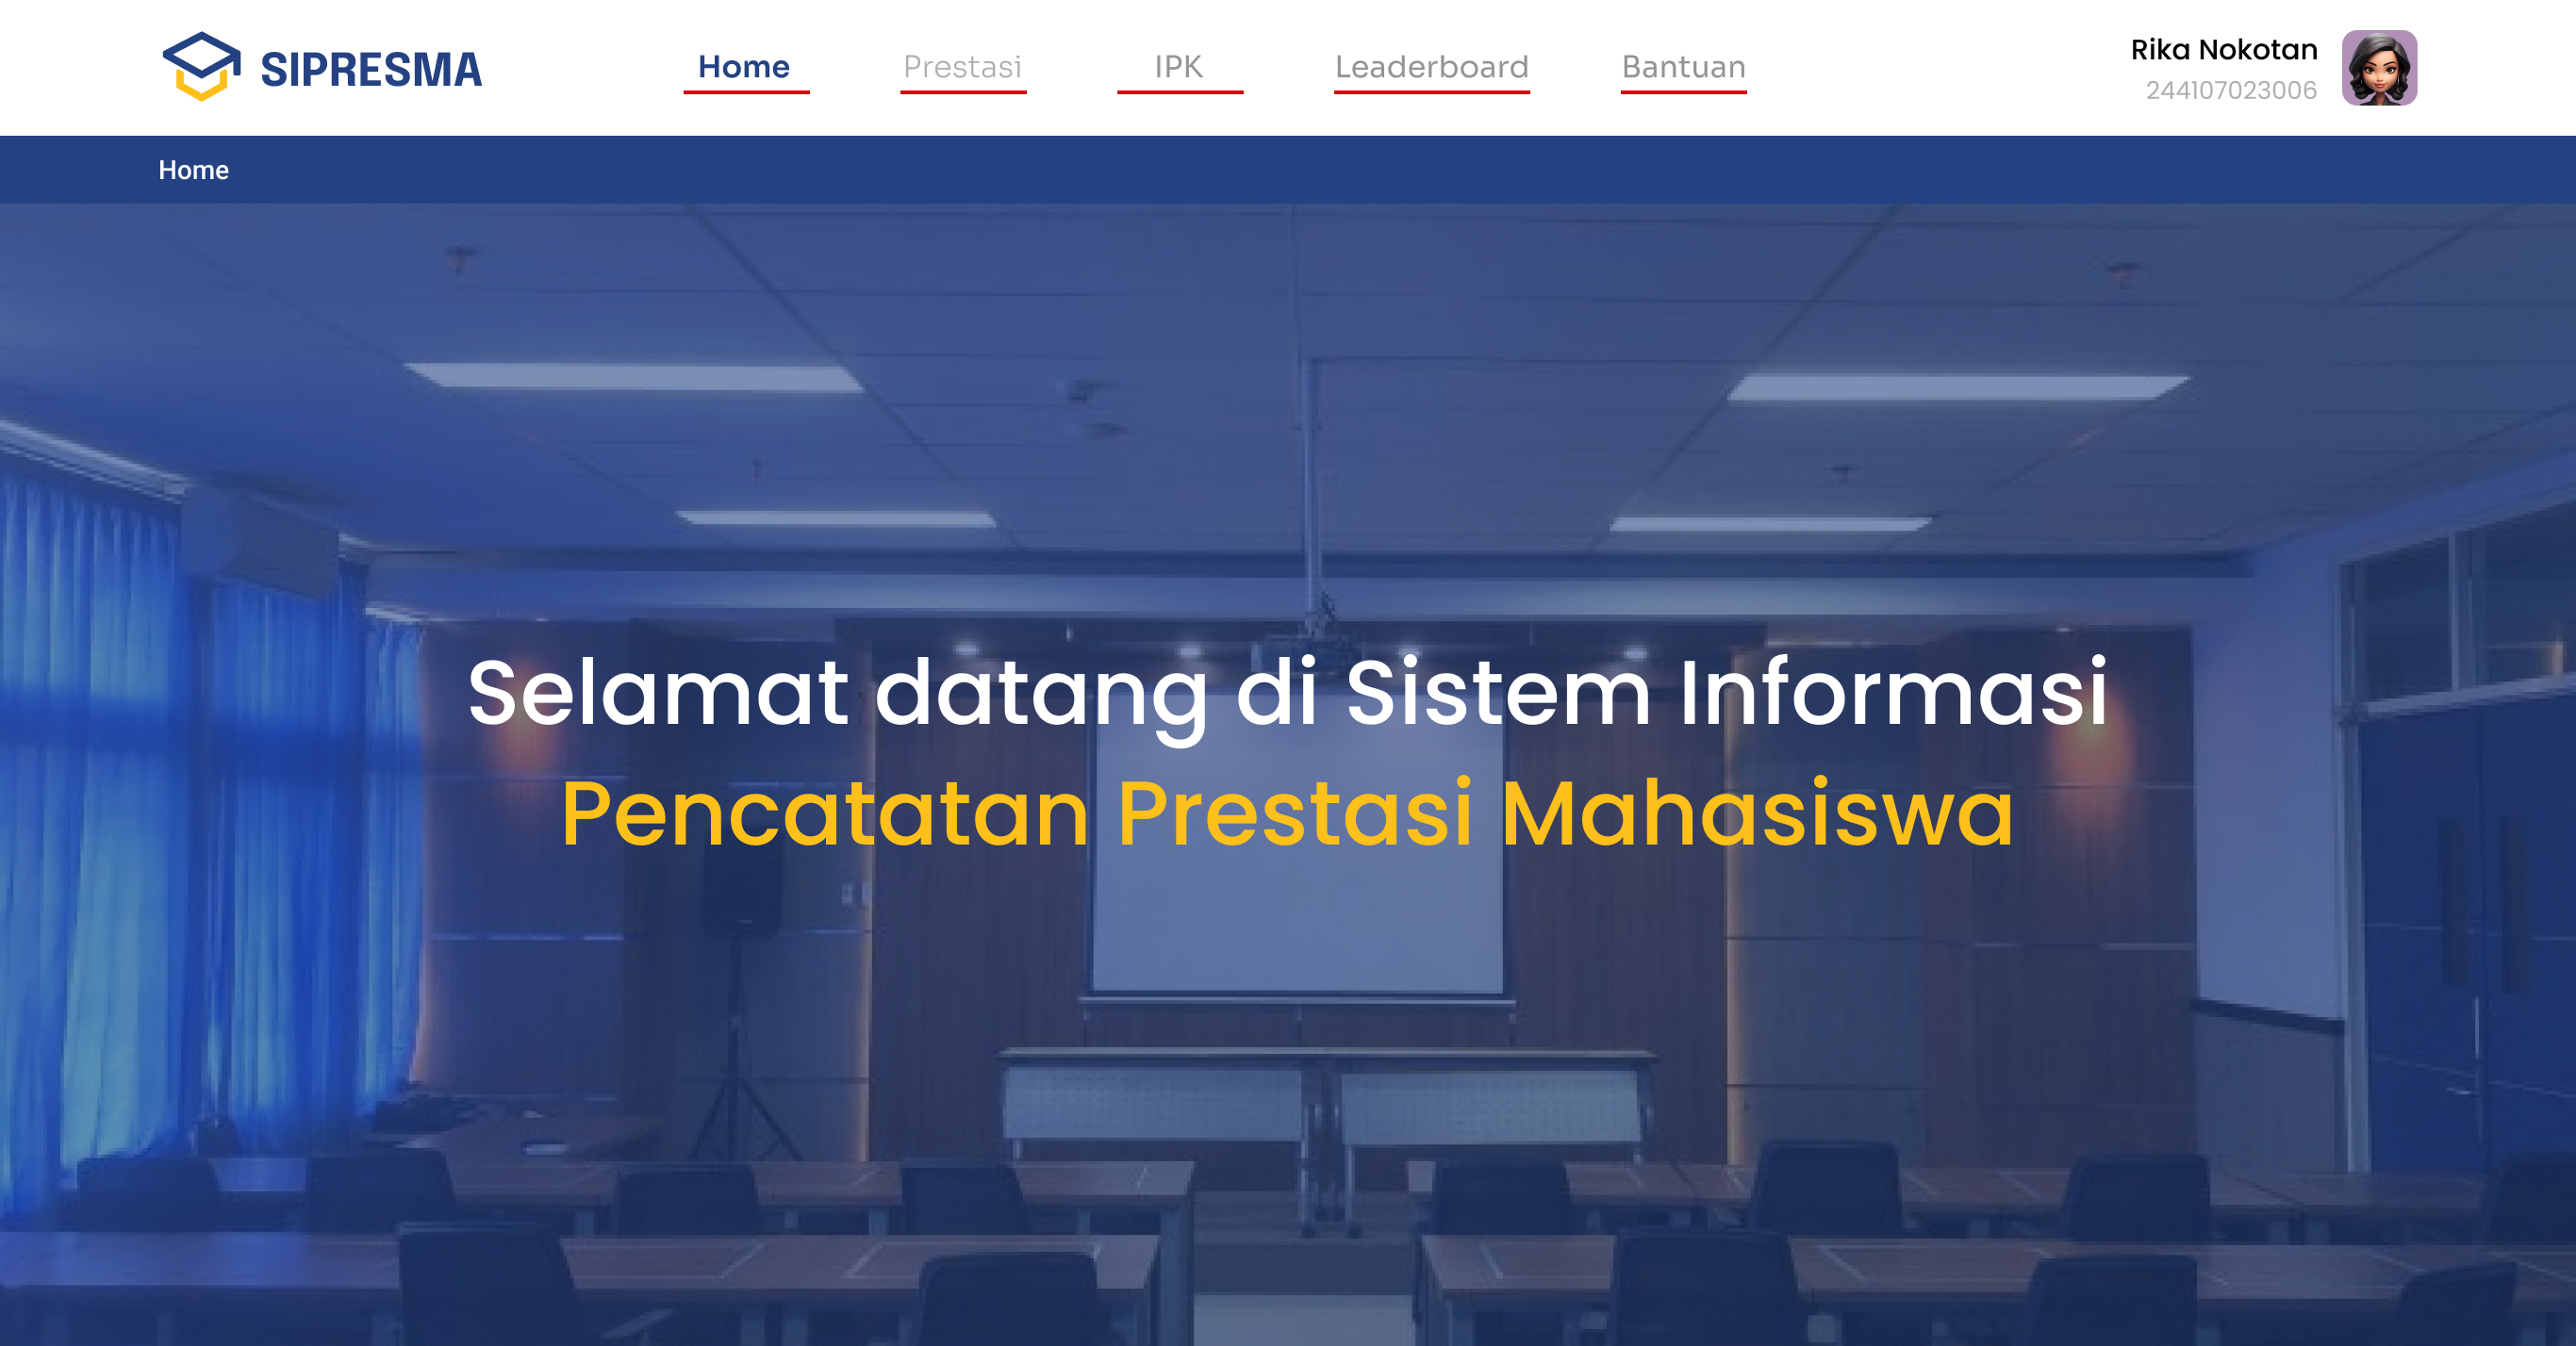 SIPRESMA
Home
Prestasi
IPK
Leaderboard
Bantuan
Rika Nokotan
244107023006
Home
Selamat datang di Sistem Informasi
Pencatatan Prestasi Mahasiswa